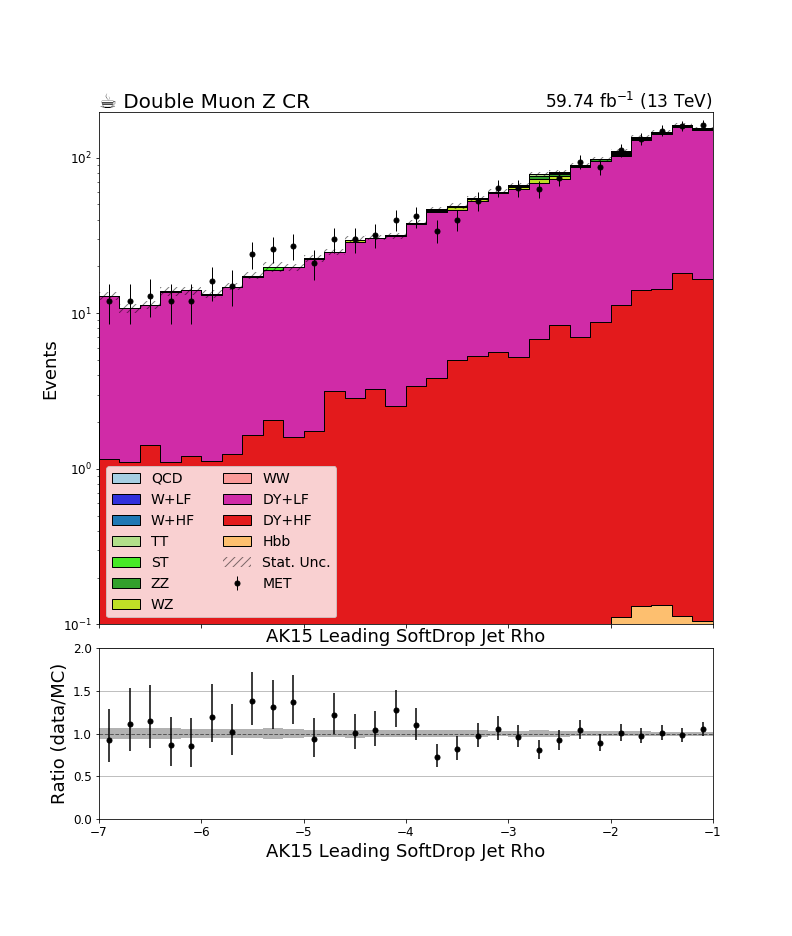 ☕ Double Muon Z CR
59.74 fb⁻¹ (13 TeV)
Events
10²
10¹
10⁰
10⁻¹
QCD
W+LF
W+HF
TT
ST
ZZ
WZ
WW
DY+LF
DY+HF
Hbb
Stat. Unc.
MET
AK15 Leading SoftDrop Jet Rho
Ratio (data/MC)
2.0
1.5
1.0
0.5
0.0
−7 −6 −5 −4 −3 −2 −1
AK15 Leading SoftDrop Jet Rho